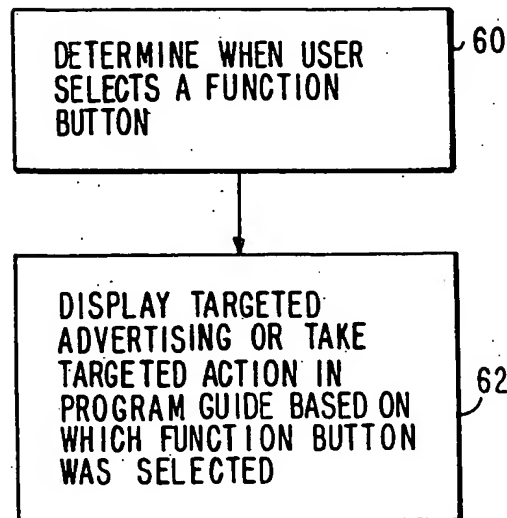 DETERMINE WHEN USER
SELECTS A FUNCTION
BUTTON
60
DISPLAY TARGETED
ADVERTISING OR TAKE
TARGETED ACTION IN
PROGRAM GUIDE BASED ON
WHICH FUNCTION BUTTON
WAS SELECTED
62